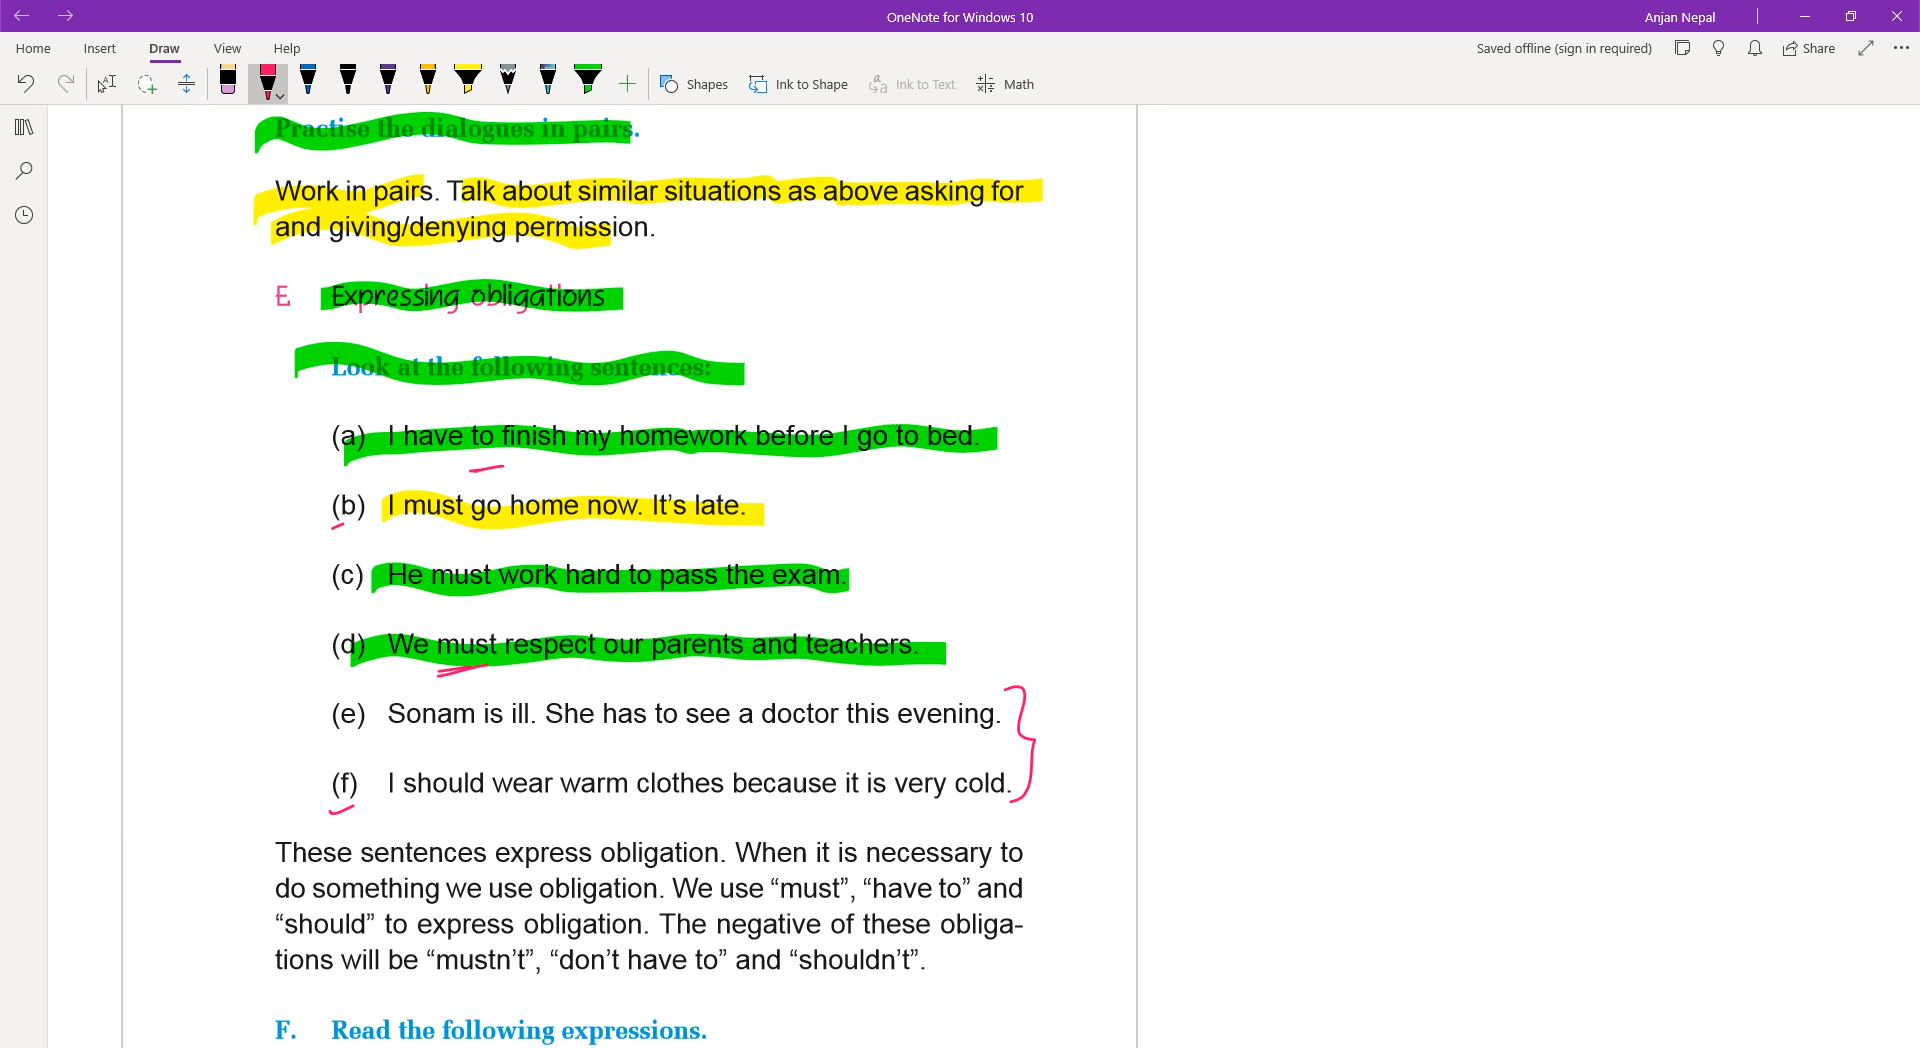 OneNote for Windows 10
Anjan Nepal
Home Insert Draw View Help
Saved offline (sign in required)
Share
Shapes
Ink to Shape
Ink to Text
Math
Practise the dialogues in pairs.
Work in pairs. Talk about similar situations as above asking for
and giving/denying permission.
E Expressing obligations
Look at the following sentences:
(a) I have to finish my homework before I go to bed.
(b) I must go home now. It’s late.
(c) He must work hard to pass the exam.
(d) We must respect our parents and teachers.
(e) Sonam is ill. She has to see a doctor this evening.
(f) I should wear warm clothes because it is very cold.
These sentences express obligation. When it is necessary to
do something we use obligation. We use “must”, “have to” and
“should” to express obligation. The negative of these obliga-
tions will be “mustn’t”, “don’t have to” and “shouldn’t”.
F. Read the following expressions.